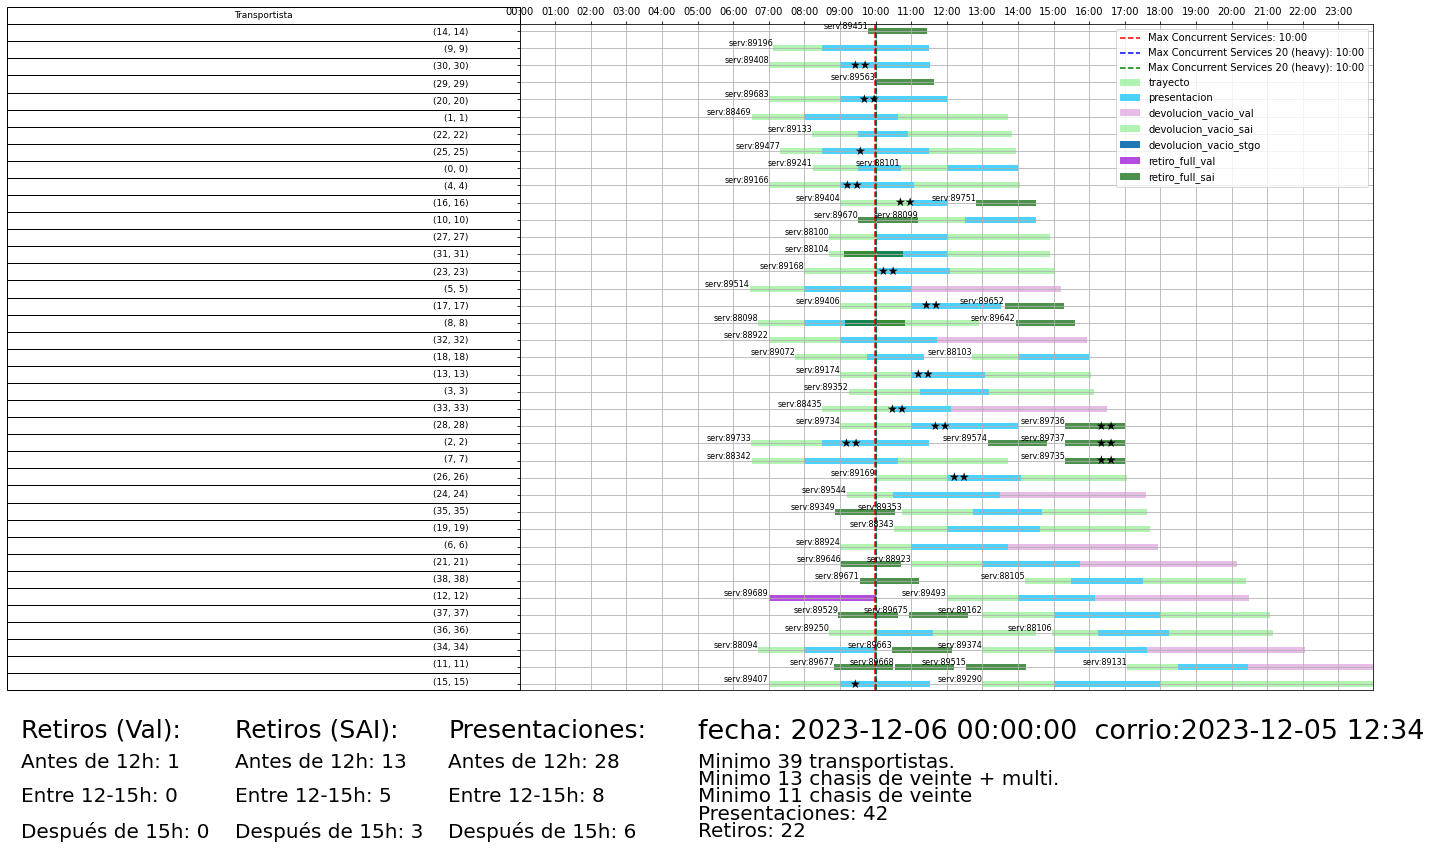 Transportista
00:00 01:00 02:00 03:00 04:00 05:00 06:00 07:00 08:00 09:00 10:00 11:00 12:00 13:00 14:00 15:00 16:00 17:00 18:00 19:00 20:00 21:00 22:00 23:00
Max Concurrent Services: 10:00
Max Concurrent Services 20 (heavy): 10:00
Max Concurrent Services 20 (heavy): 10:00
trayecto
presentacion
devolucion_vacio_val
devolucion_vacio_sai
devolucion_vacio_stgo
retiro_full_val
retiro_full_sai
(14, 14) serv:89451
(9, 9) serv:89196
(30, 30) serv:89408
(29, 29) serv:89563
(20, 20) serv:89683
(1, 1) serv:88469
(22, 22) serv:89133
(25, 25) serv:89477
(0, 0) serv:89241 serv:88101
(4, 4) serv:89166
(16, 16) serv:89404 serv:89751
(10, 10) serv:89670 serv:88099
(27, 27) serv:88100
(31, 31) serv:88104
(23, 23) serv:89168
(5, 5) serv:89514
(17, 17) serv:89406 serv:89652
(8, 8) serv:88098 serv:89642
(32, 32) serv:88922
(18, 18) serv:89072 serv:88103
(13, 13) serv:89174
(3, 3) serv:89352
(33, 33) serv:88435
(28, 28) serv:89734 serv:89736
(2, 2) serv:89733 serv:89574 serv:89737
(7, 7) serv:88342 serv:89735
(26, 26) serv:89169
(24, 24) serv:89544
(35, 35) serv:89349 serv:89353
(19, 19) serv:88343
(6, 6) serv:88924
(21, 21) serv:89646 serv:88923
(38, 38) serv:89671 serv:88105
(12, 12) serv:89689 serv:89493
(37, 37) serv:89529 serv:89675 serv:89162
(36, 36) serv:89250 serv:88106
(34, 34) serv:88094 serv:89663 serv:89374
(11, 11) serv:89677 serv:89668 serv:89515 serv:89131
(15, 15) serv:89407 serv:89290
Retiros (Val):
Antes de 12h: 1
Entre 12-15h: 0
Después de 15h: 0
Retiros (SAI):
Antes de 12h: 13
Entre 12-15h: 5
Después de 15h: 3
Presentaciones:
Antes de 12h: 28
Entre 12-15h: 8
Después de 15h: 6
fecha: 2023-12-06 00:00:00 corrio:2023-12-05 12:34
Minimo 39 transportistas.
Minimo 13 chasis de veinte + multi.
Minimo 11 chasis de veinte
Presentaciones: 42
Retiros: 22